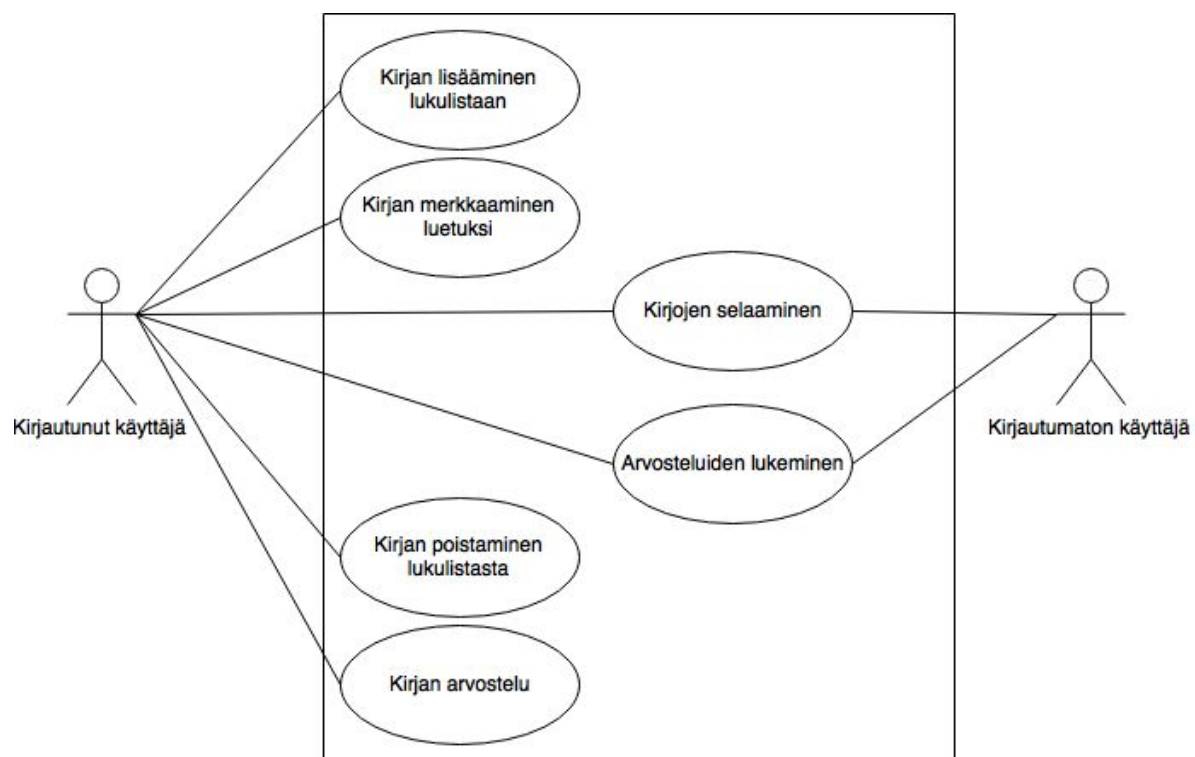 Kirjan lisääminen
lukulistaan
Kirjan merkkaaminen
luetuksi
Kirjojen selaaminen
Kirjautunut käyttäjä
Kirjautumaton käyttäjä
Arvosteluiden lukeminen
Kirjan poistaminen
lukulistasta
Kirjan arvostelu